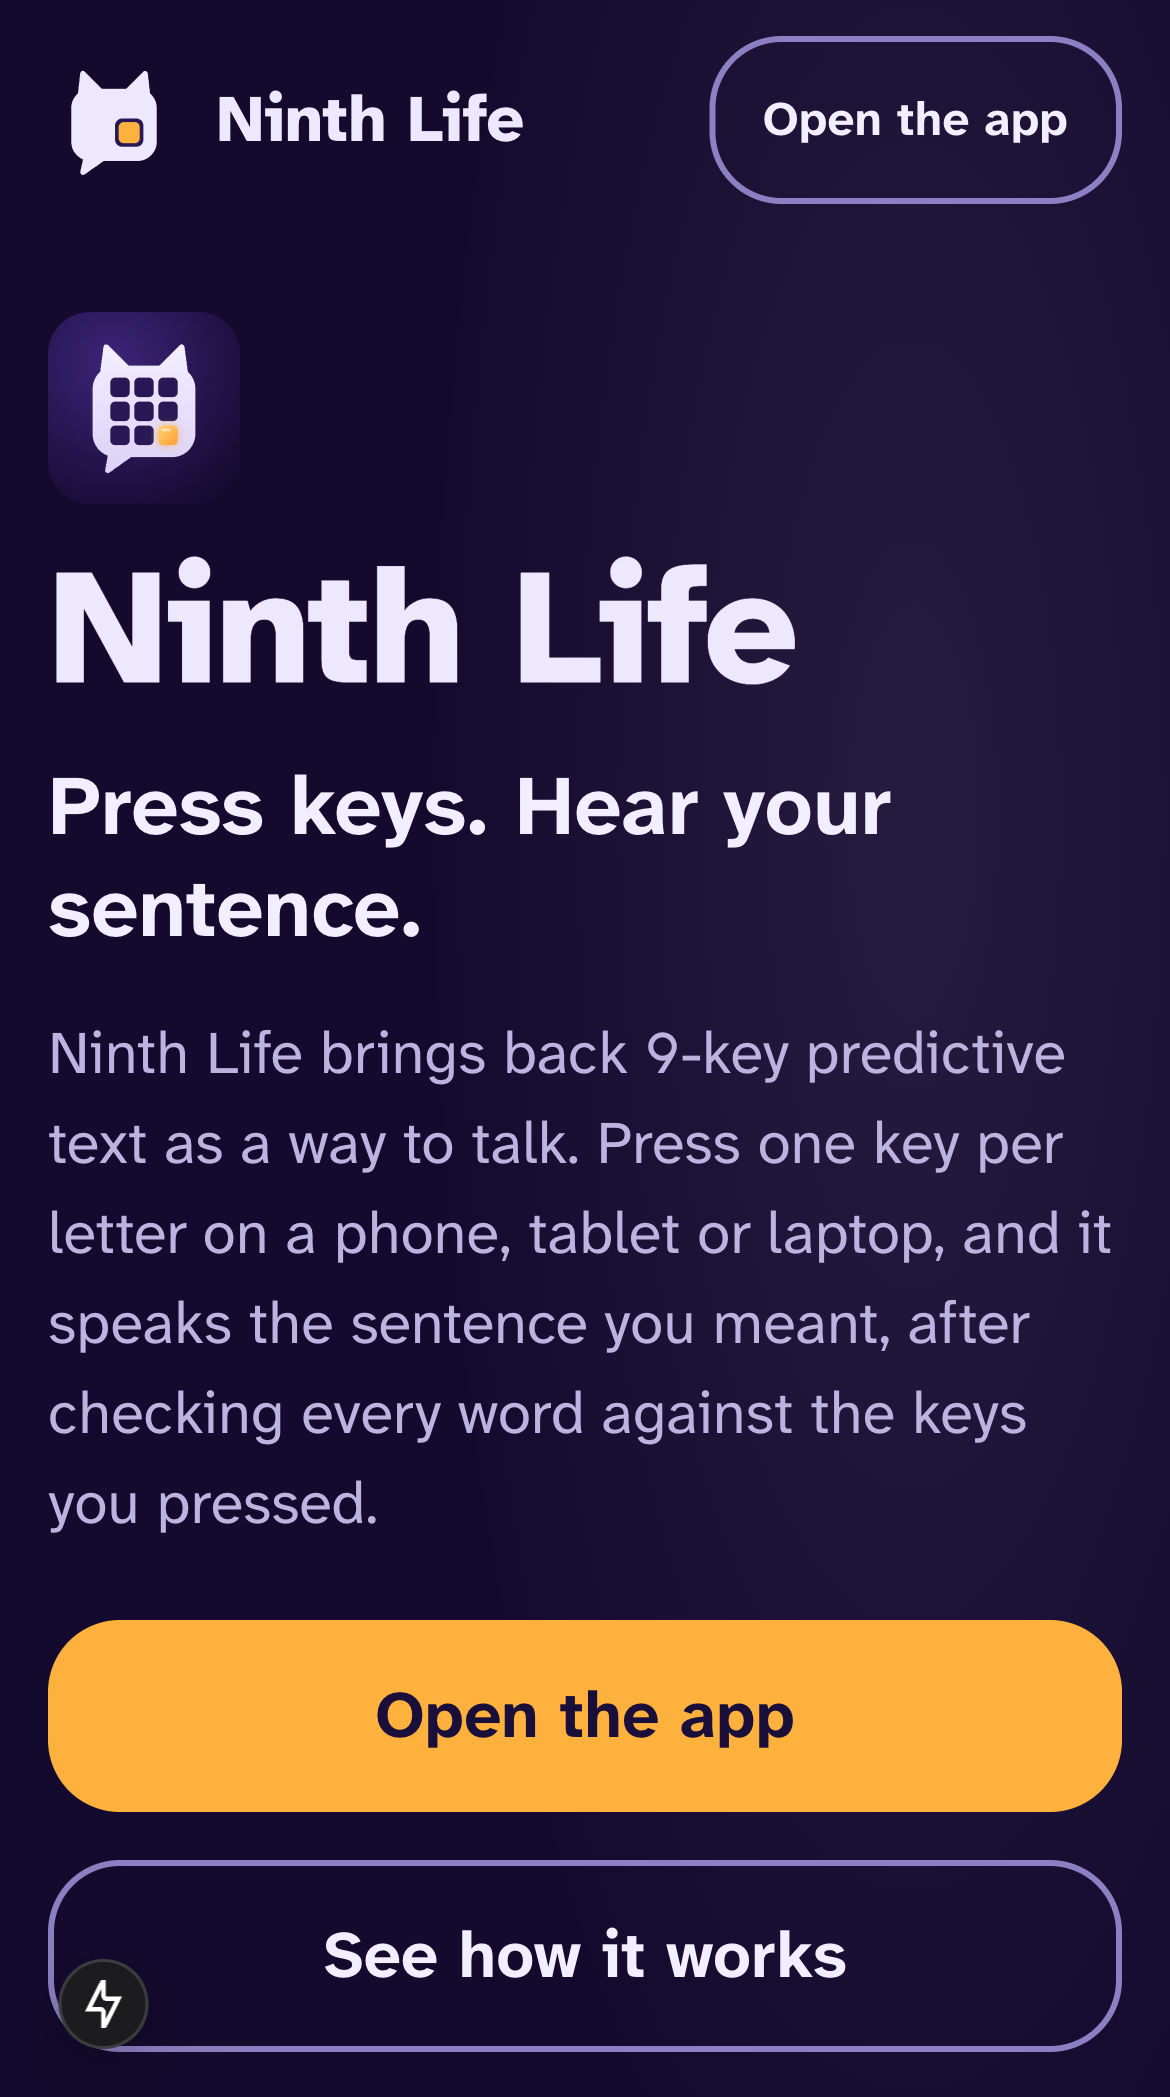 Ninth Life
Open the app
Ninth Life
Press keys. Hear your
sentence.
Ninth Life brings back 9-key predictive
text as a way to talk. Press one key per
letter on a phone, tablet or laptop, and it
speaks the sentence you meant, after
checking every word against the keys
you pressed.
Open the app
See how it works